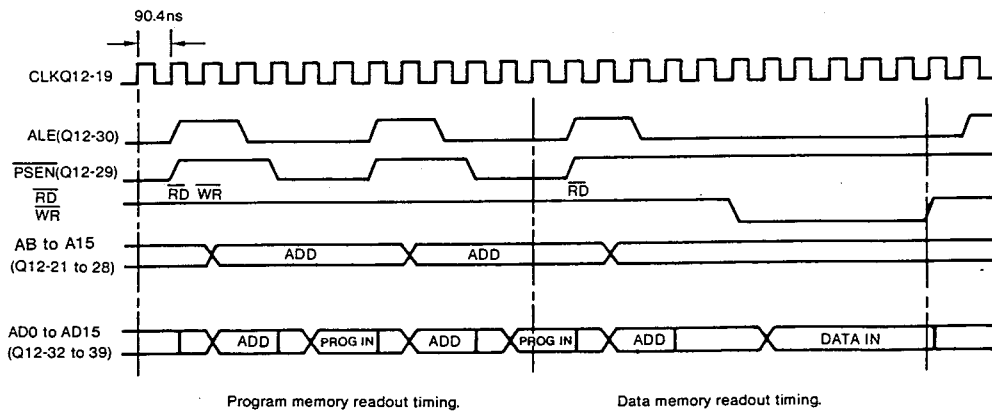 90.4ns
CLKQ12-19
ALE(Q12-30)
PSEN(Q12-29)
RD WR
RD
RD
WR
AB to A15
(Q12-21 to 28)
ADD
ADD
AD0 to AD15
(Q12-32 to 39)
ADD
PROG IN
ADD
PROG IN
ADD
DATA IN
Program memory readout timing.
Data memory readout timing.